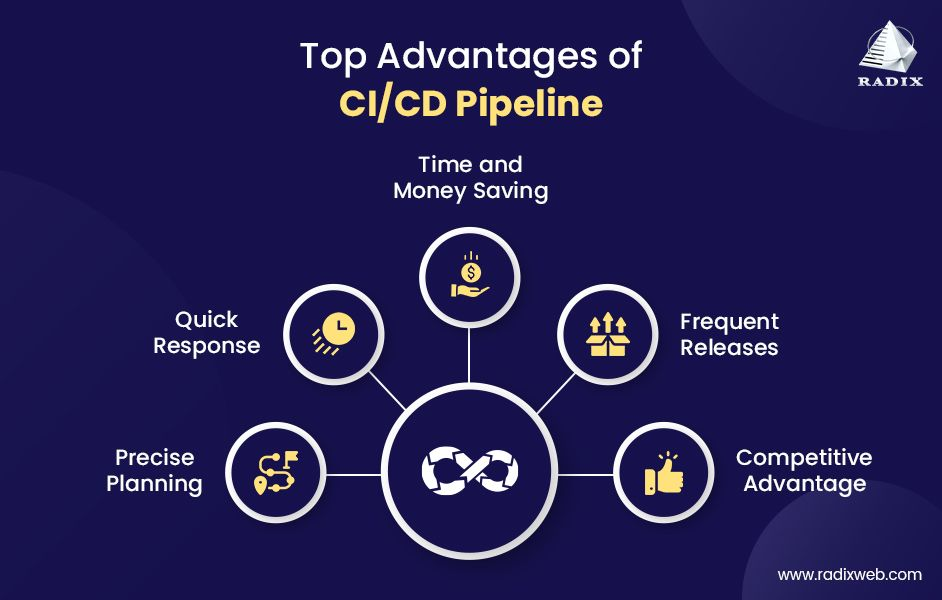 Top Advantages of
CI/CD Pipeline
RADIX
Time and
Money Saving
Quick
Response
Frequent
Releases
Precise
Planning
Competitive
Advantage
$
www.radixweb.com